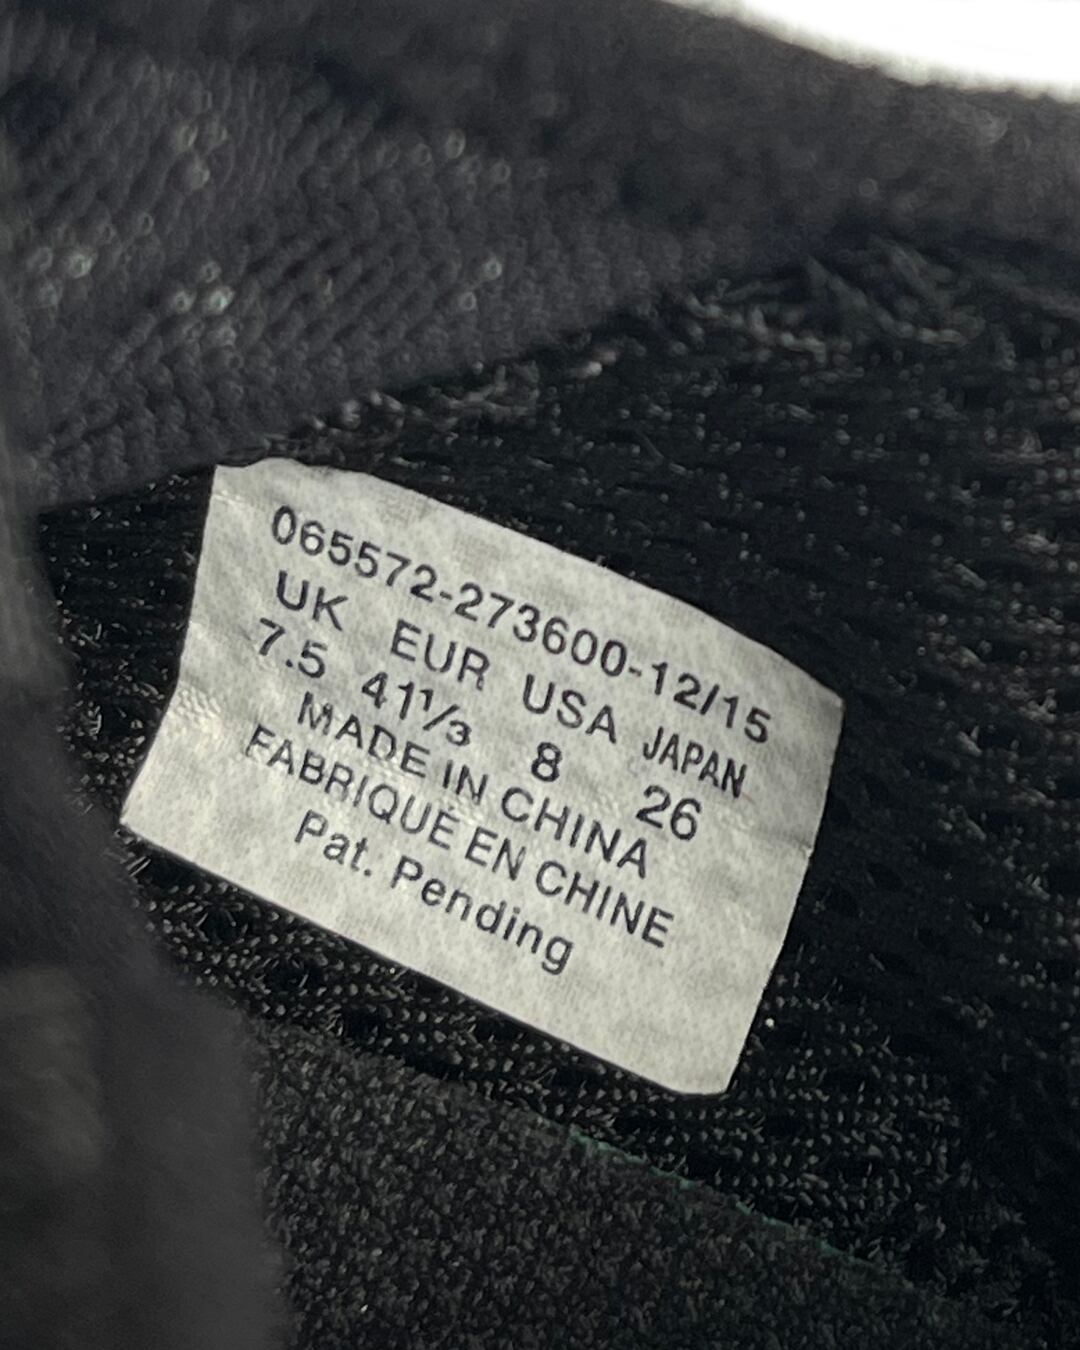 065572-273600-12/15
UK EUR USA JAPAN
7.5 41⅓ 8 26
MADE IN CHINA
FABRIQUE EN CHINE
Pat. Pending